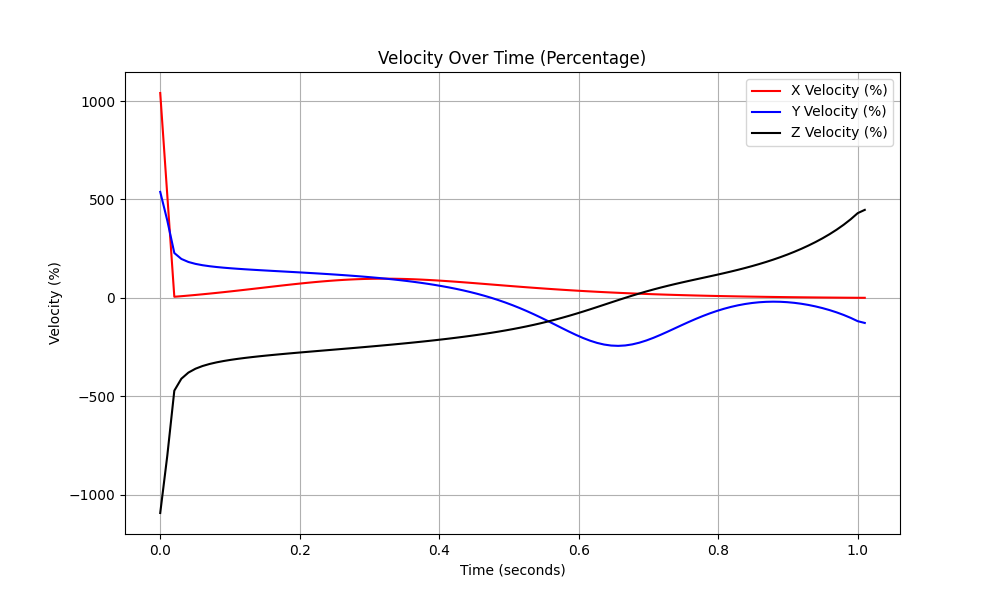 Velocity Over Time (Percentage)
X Velocity (%)
Y Velocity (%)
Z Velocity (%)
1000
500
0
−500
−1000
Velocity (%)
0.0 0.2 0.4 0.6 0.8 1.0
Time (seconds)